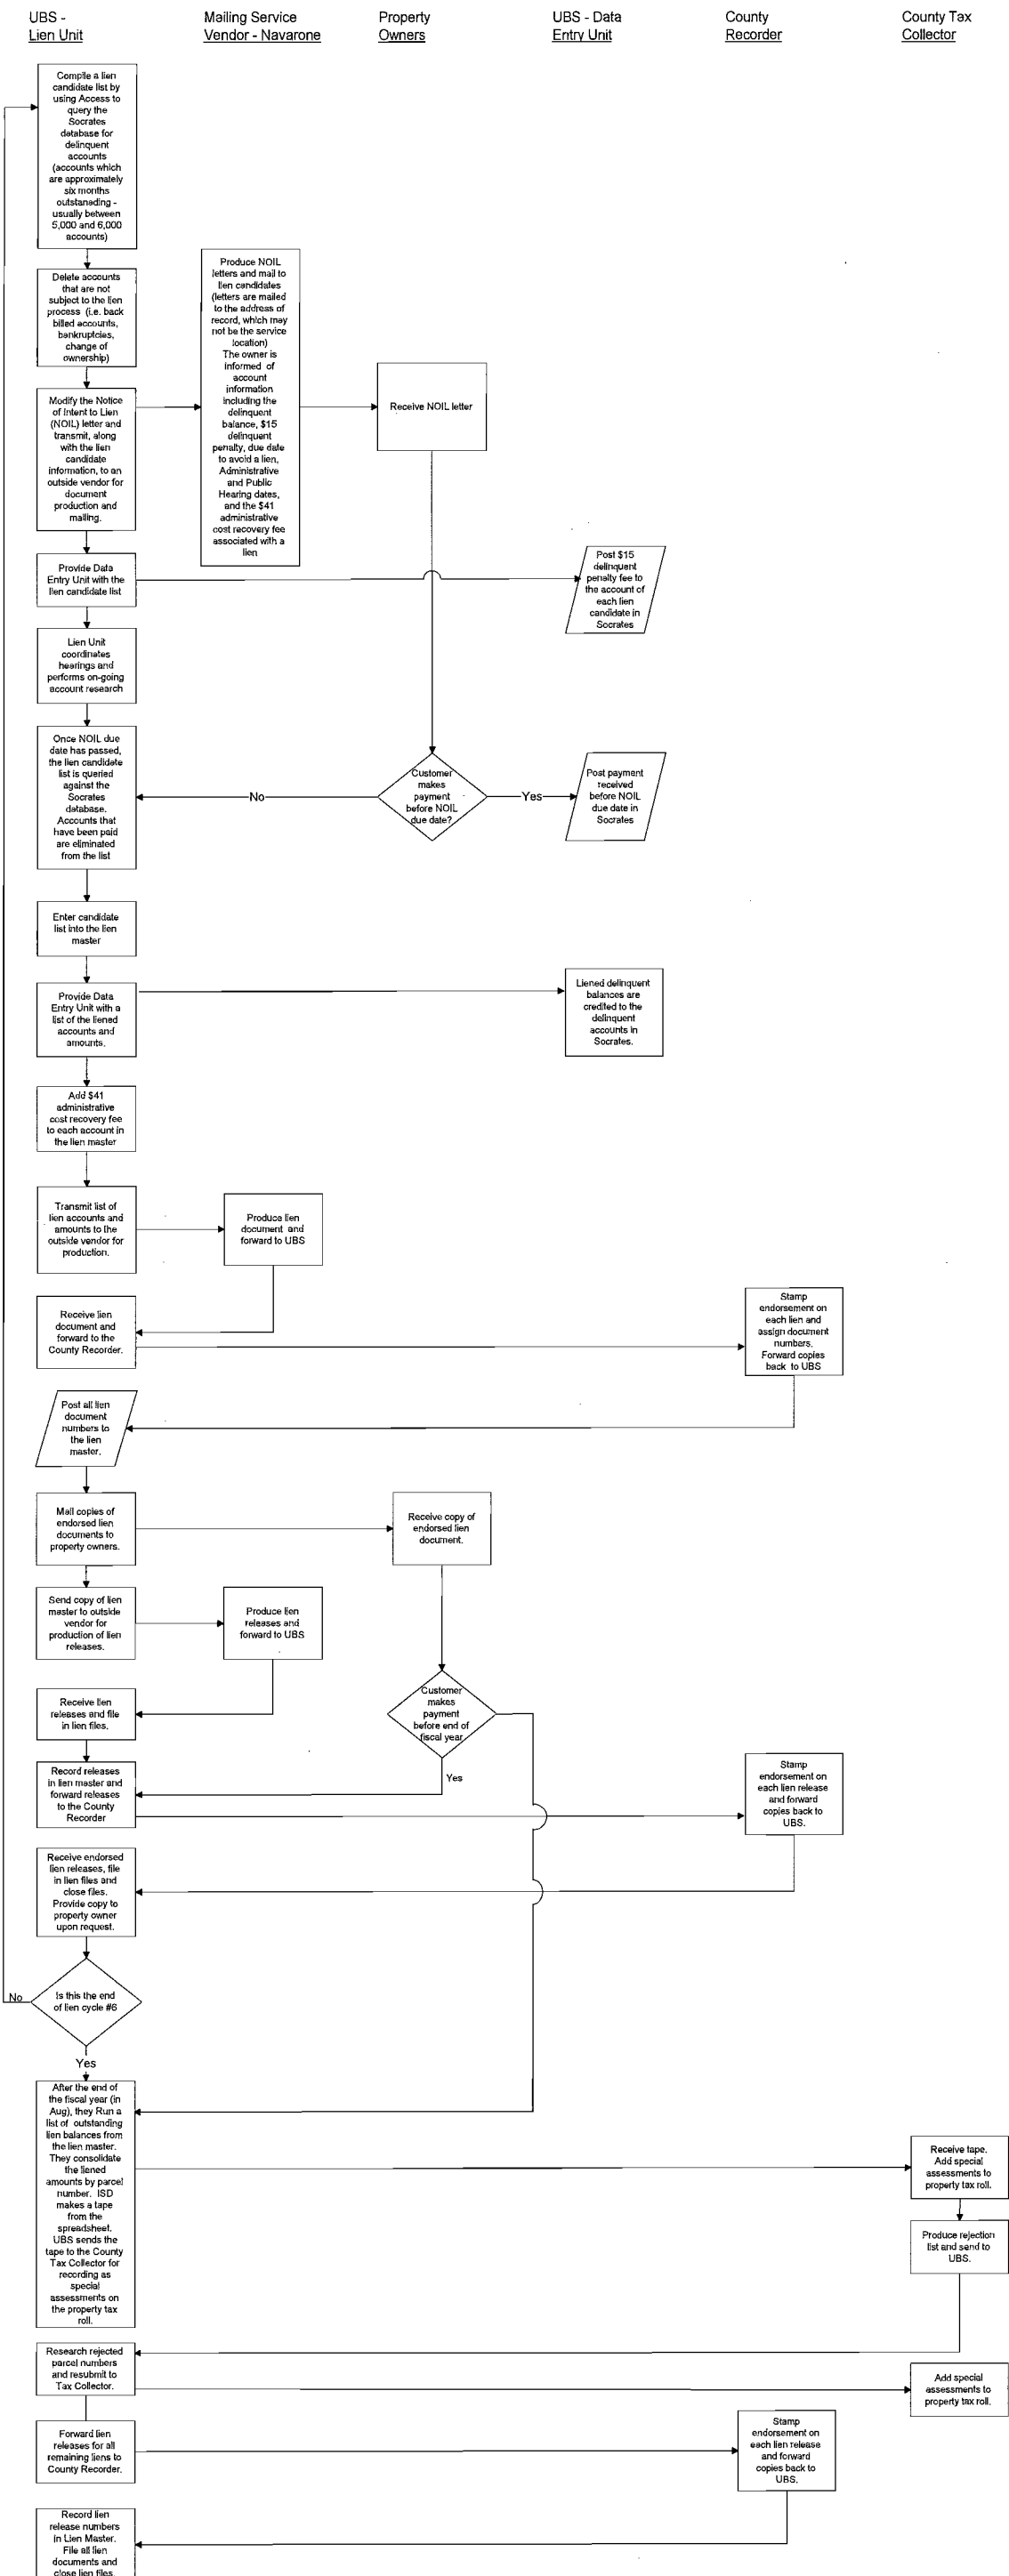 UBS -
Lien Unit
Mailing Service
Vendor - Navarone
Property
Owners
UBS - Data
Entry Unit
County
Recorder
County Tax
Collector
Compile a lien
candidate list by
using Access to
query the
Socrates
database for
delinquent
accounts
(accounts which
are approximately
six months
outstanding -
usually between
5,000 and 6,000
accounts)
Delete accounts
that are not
subject to the lien
process (i.e. back
billed accounts,
bankruptcies,
change of
ownership)
Modify the Notice
of Intent to Lien
(NOIL) letter and
transmit, along
with the lien
candidate
information, to an
outside vendor for
document
production and
mailing.
Produce NOIL
letters and mail to
lien candidates
(letters are mailed
to the address of
record, which may
not be the service
location)
The owner is
informed of
account
information
including the
delinquent
balance, $15
delinquent
penalty, due date
to avoid a lien,
Administrative
and Public
Hearing dates,
and the $41
administrative
cost recovery fee
associated with a
lien
Receive NOIL letter
Provide Data
Entry Unit with the
lien candidate list
Post $15
delinquent
penalty fee to
the account of
each lien
candidate in
Socrates
Lien Unit
coordinates
hearings and
performs on-going
account research
Once NOIL due
date has passed,
the lien candidate
list is queried
against the
Socrates
database.
Accounts that
have been paid
are eliminated
from the list
No
Customer
makes
payment
before NOIL
due date?
Yes
Post payment
received
before NOIL
due date in
Socrates
Enter candidate
list into the lien
master
Provide Data
Entry Unit with a
list of the liened
accounts and
amounts.
Liened delinquent
balances are
credited to the
delinquent
accounts in
Socrates.
Add $41
administrative
cost recovery fee
to each account in
the lien master
Transmit list of
lien accounts and
amounts to the
outside vendor for
production.
Produce lien
document and
forward to UBS
Receive lien
document and
forward to the
County Recorder.
Stamp
endorsement on
each lien and
assign document
numbers.
Forward copies
back to UBS
Post all lien
document
numbers to
the lien
master.
Mail copies of
endorsed lien
documents to
property owners.
Receive copy of
endorsed lien
document.
Send copy of lien
master to outside
vendor for
production of lien
releases.
Produce lien
releases and
forward to UBS
Receive lien
releases and file
in lien files.
Customer
makes
payment
before end of
fiscal year
Yes
Record releases
in lien master and
forward releases
to the County
Recorder
Stamp
endorsement on
each lien release
and forward
copies back to
UBS.
Receive endorsed
lien releases, file
in lien files and
close files.
Provide copy to
property owner
upon request.
Is this the end
of lien cycle #6
No
Yes
After the end of
the fiscal year (in
Aug), they Run a
list of outstanding
lien balances from
the lien master.
They consolidate
the liened
amounts by parcel
number. ISD
makes a tape
from the
spreadsheet.
UBS sends the
tape to the County
Tax Collector for
recording as
special
assessments on
the property tax
roll.
Receive tape.
Add special
assessments to
property tax roll.
Produce rejection
list and send to
UBS.
Research rejected
parcel numbers
and resubmit to
Tax Collector.
Add special
assessments to
property tax roll.
Forward lien
releases for all
remaining liens to
County Recorder.
Stamp
endorsement on
each lien release
and forward
copies back to
UBS.
Record lien
release numbers
in Lien Master.
File all lien
documents and
close lien files.